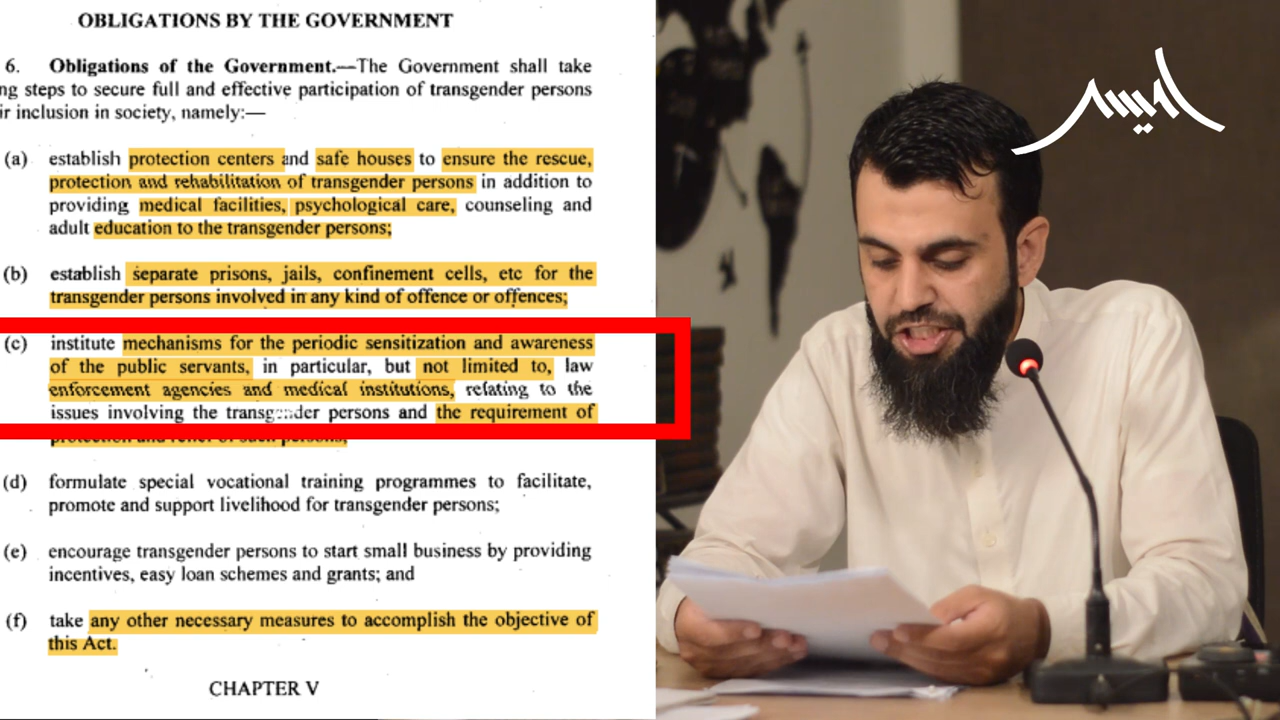 OBLIGATIONS BY THE GOVERNMENT
6. Obligations of the Government.—The Government shall take
ng steps to secure full and effective participation of transgender persons
ir inclusion in society, namely:—
(a) establish protection centers and safe houses to ensure the rescue,
protection and rehabilitation of transgender persons in addition to
providing medical facilities, psychological care, counseling and
adult education to the transgender persons;
(b) establish separate prisons, jails, confinement cells, etc for the
transgender persons involved in any kind of offence or offences;
(c) institute mechanisms for the periodic sensitization and awareness
of the public servants, in particular, but not limited to, law
enforcement agencies and medical institutions, relating to the
issues involving the transgender persons and the requirement of
protection and relief of such persons;
(d) formulate special vocational training programmes to facilitate,
promote and support livelihood for transgender persons;
(e) encourage transgender persons to start small business by providing
incentives, easy loan schemes and grants; and
(f) take any other necessary measures to accomplish the objective of
this Act.
CHAPTER V